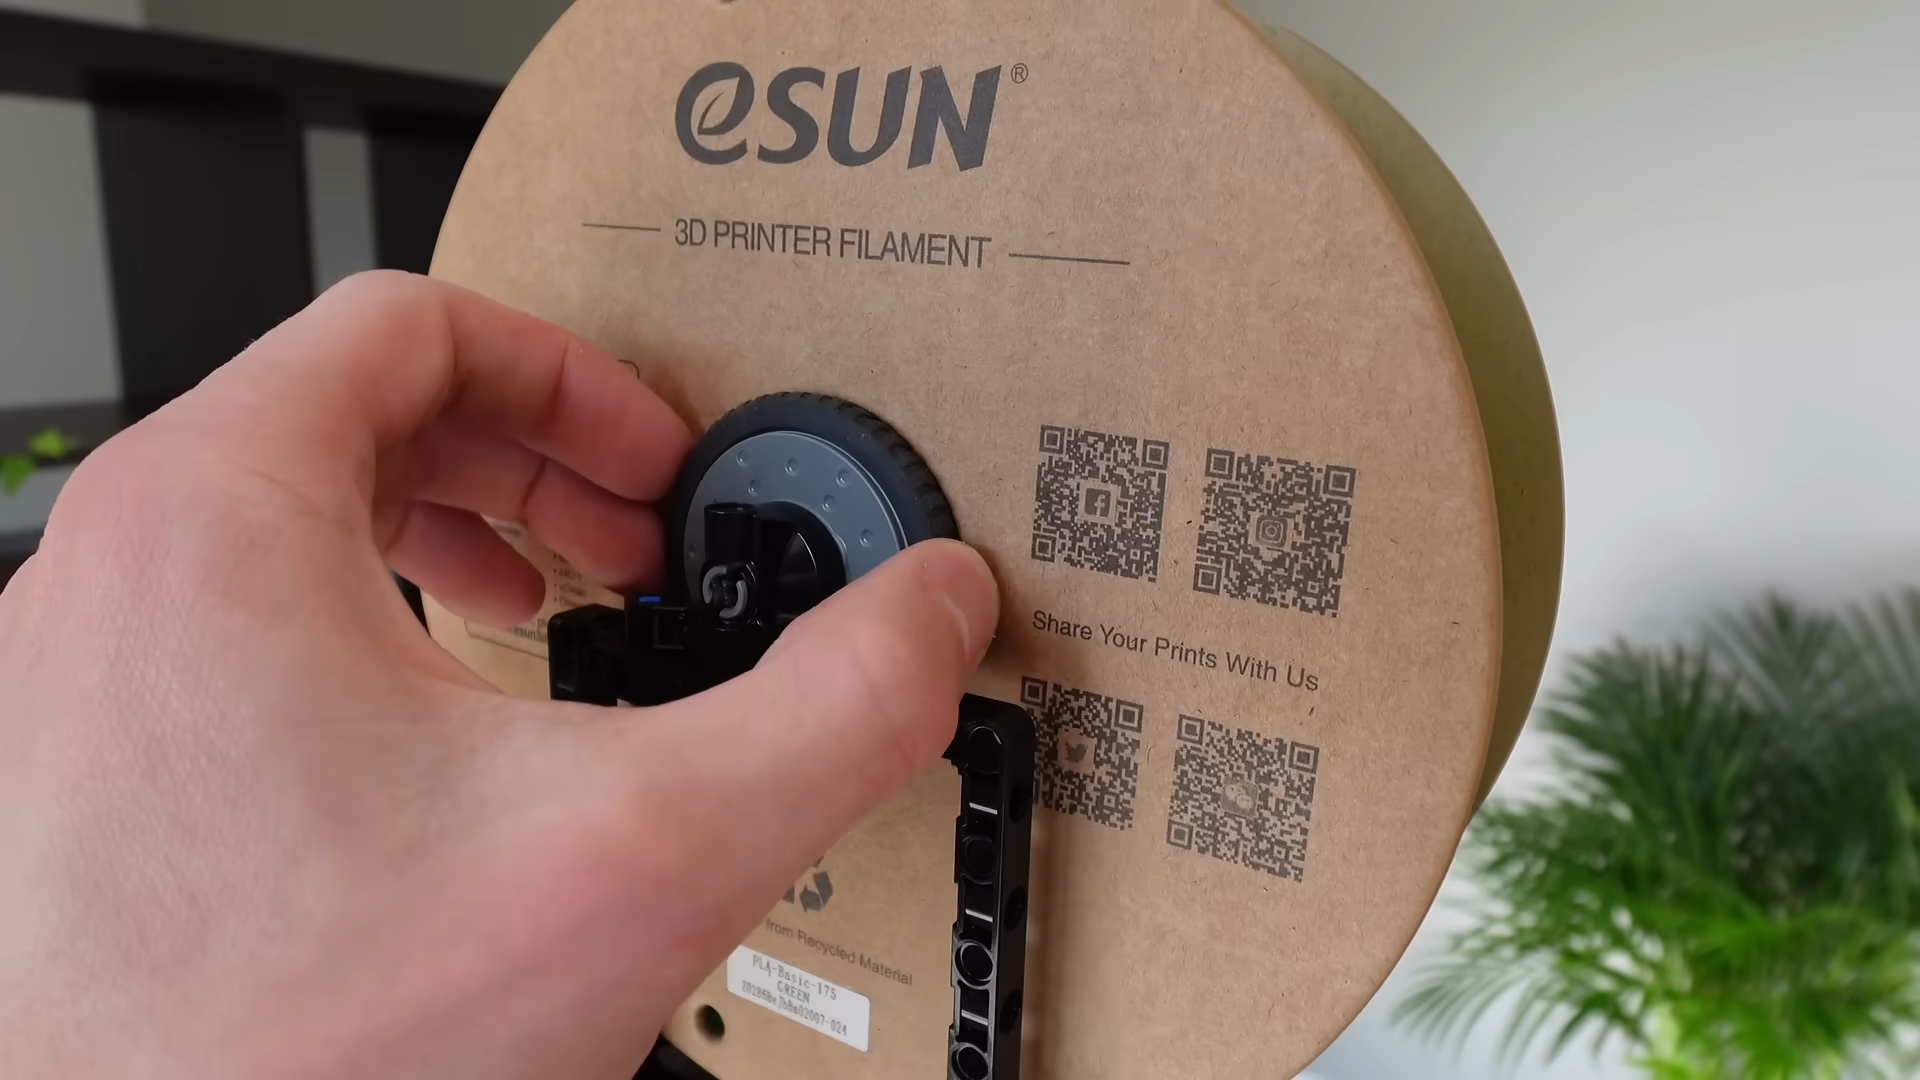 eSUN®
3D PRINTER FILAMENT
Share Your Prints With Us
from Recycled Material
PLA-Basic-175
GREEN